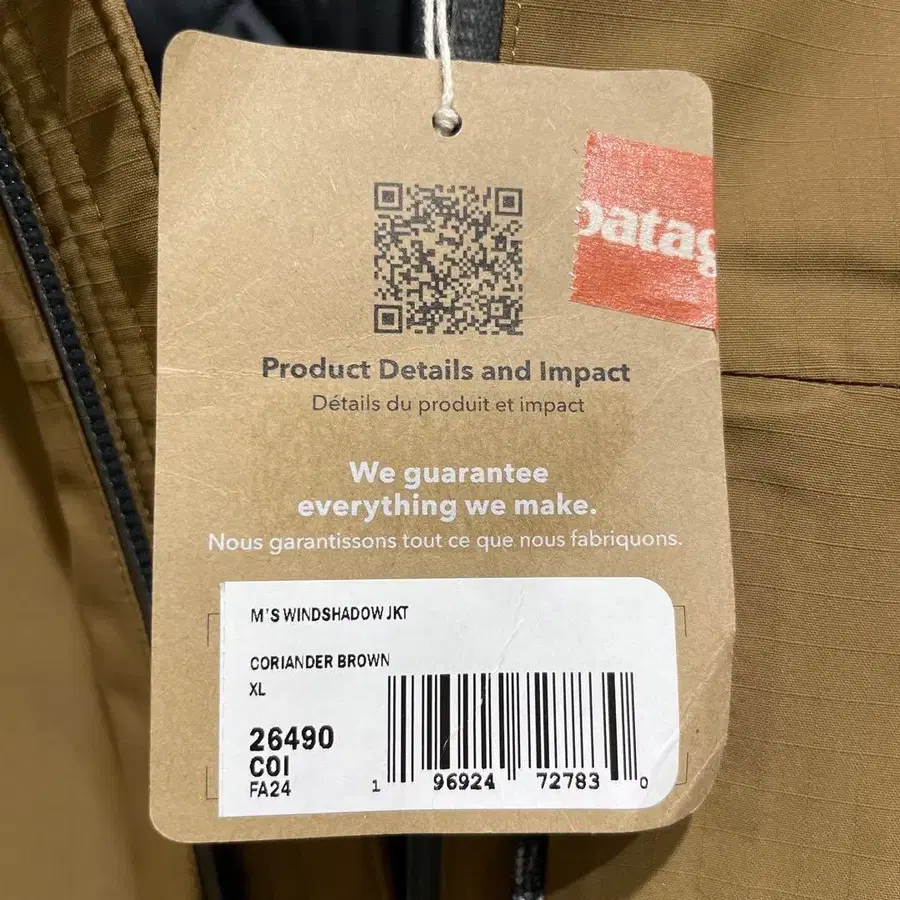 patag
Product Details and Impact
Détails du produit et impact
We guarantee
everything we make.
Nous garantissons tout ce que nous fabriquons.
M'S WINDSHADOW JKT
CORIANDER BROWN
XL
26490
COI
FA24
1 96924 72783 0